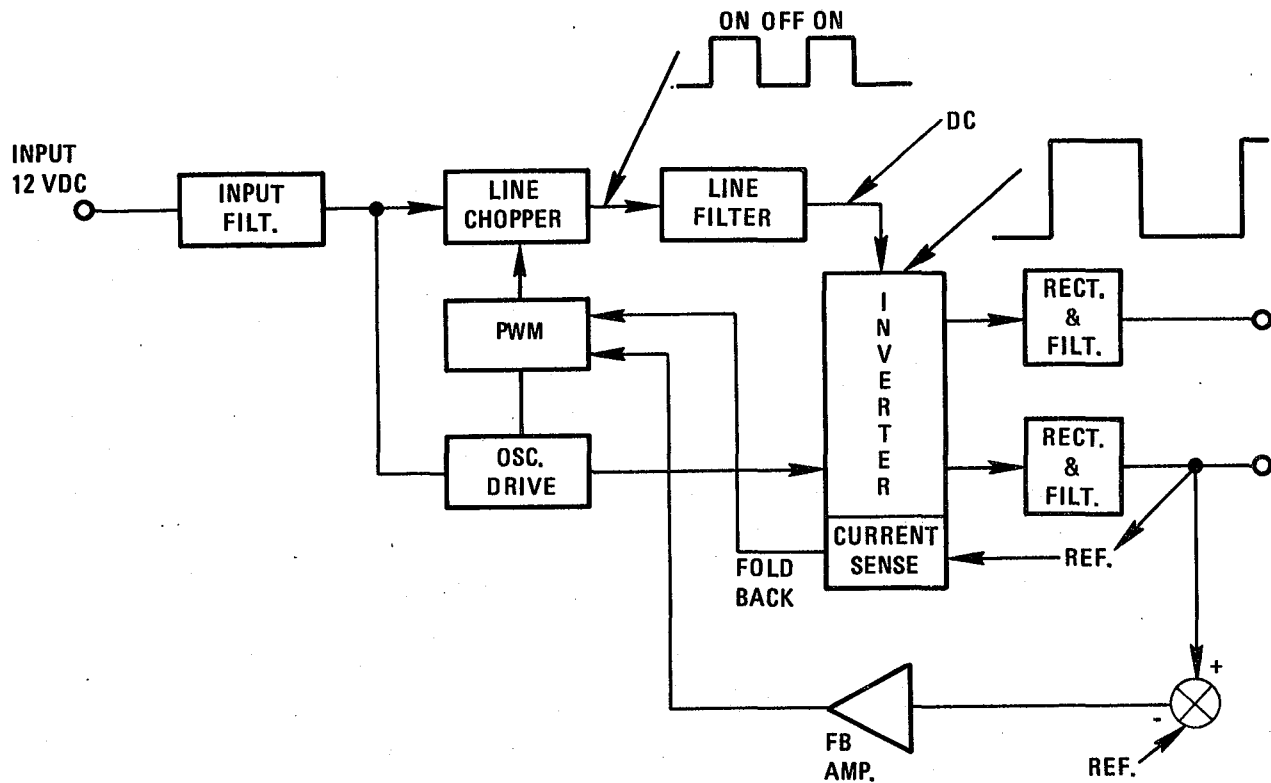 ON OFF ON
DC
INPUT
12 VDC
INPUT
FILT.
LINE
CHOPPER
LINE
FILTER
PWM
OSC.
DRIVE
I
N
V
E
R
T
E
R
CURRENT
SENSE
RECT.
&
FILT.
RECT.
&
FILT.
REF.
FOLD
BACK
+
-
REF.
FB
AMP.